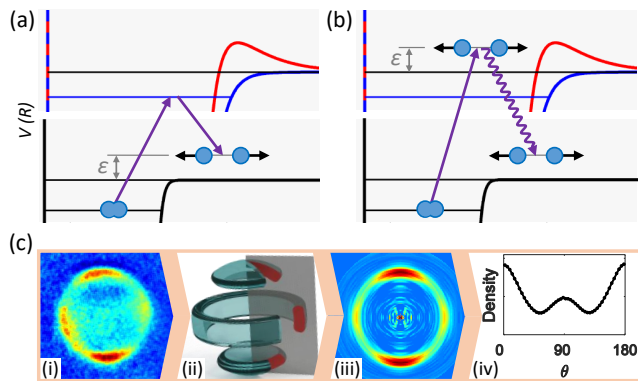 (a)
(b)
V (R)
ε
ε
(c)
(i)
(ii)
(iii)
Density
0
90
180
θ
(iv)